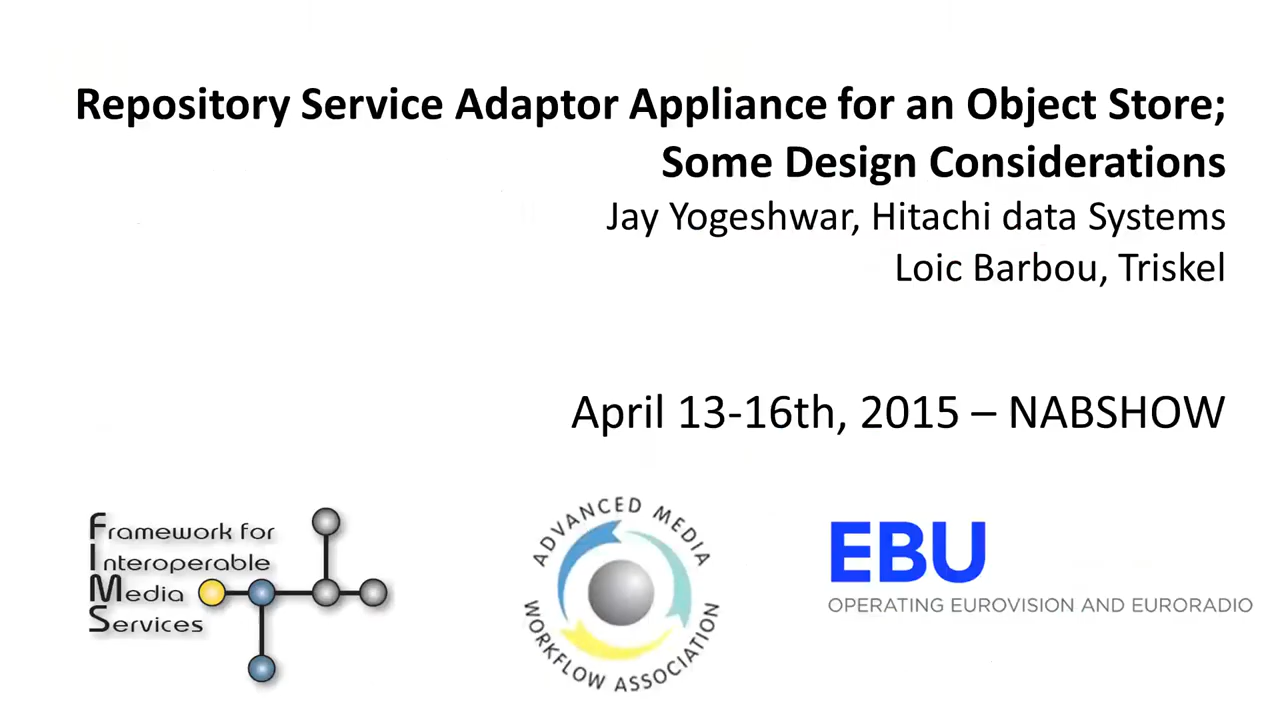 Repository Service Adaptor Appliance for an Object Store;
Some Design Considerations
Jay Yogeshwar, Hitachi data Systems
Loic Barbou, Triskel
April 13-16th, 2015 – NABSHOW
Framework for
Interoperable
Media
Services
ADVANCED MEDIA
WORKFLOW ASSOCIATION
EBU
OPERATING EUROVISION AND EURORADIO